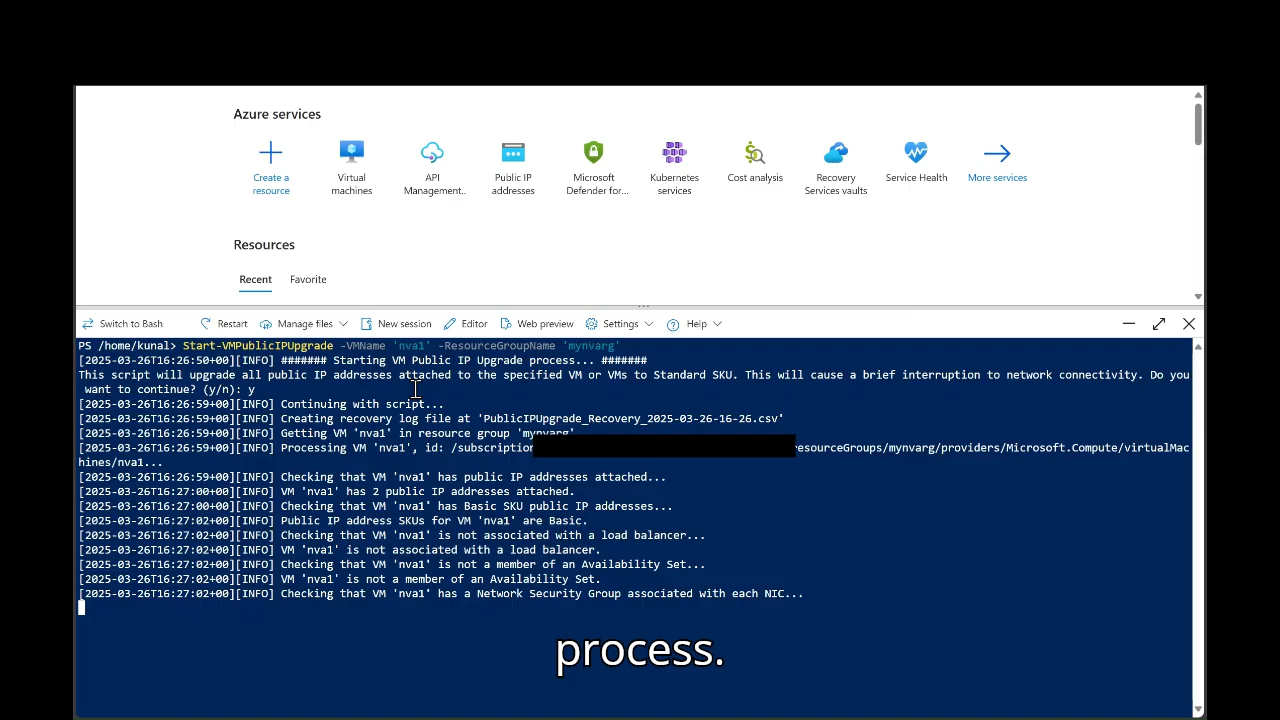 Azure services
Create a resource
Virtual machines
API Management..
Public IP addresses
Microsoft Defender for...
Kubernetes services
Cost analysis
Recovery Services vaults
Service Health
More services
Resources
Recent Favorite
Switch to Bash Restart Manage files New session Editor Web preview Settings Help
PS /home/kunal> Start-VMPublicIPUpgrade -VMName 'nva1' -ResourceGroupName 'mynvarg'
[2025-03-26T16:26:50+00][INFO] ####### Starting VM Public IP Upgrade process... #######
This script will upgrade all public IP addresses attached to the specified VM or VMs to Standard SKU. This will cause a brief interruption to network connectivity. Do you
want to continue? (y/n): y
[2025-03-26T16:26:59+00][INFO] Continuing with script...
[2025-03-26T16:26:59+00][INFO] Creating recovery log file at 'PublicIPUpgrade_Recovery_2025-03-26-16-26.csv'
[2025-03-26T16:26:59+00][INFO] Getting VM 'nva1' in resource group 'mynvarg'
[2025-03-26T16:26:59+00][INFO] Processing VM 'nva1', id: /subscription esourceGroups/mynvarg/providers/Microsoft.Compute/virtualMac
hines/nva1...
[2025-03-26T16:26:59+00][INFO] Checking that VM 'nva1' has public IP addresses attached...
[2025-03-26T16:27:00+00][INFO] VM 'nva1' has 2 public IP addresses attached.
[2025-03-26T16:27:00+00][INFO] Checking that VM 'nva1' has Basic SKU public IP addresses...
[2025-03-26T16:27:02+00][INFO] Public IP address SKUs for VM 'nva1' are Basic.
[2025-03-26T16:27:02+00][INFO] Checking that VM 'nva1' is not associated with a load balancer...
[2025-03-26T16:27:02+00][INFO] VM 'nva1' is not associated with a load balancer.
[2025-03-26T16:27:02+00][INFO] Checking that VM 'nva1' is not a member of an Availability Set...
[2025-03-26T16:27:02+00][INFO] VM 'nva1' is not a member of an Availability Set.
[2025-03-26T16:27:02+00][INFO] Checking that VM 'nva1' has a Network Security Group associated with each NIC...
process.